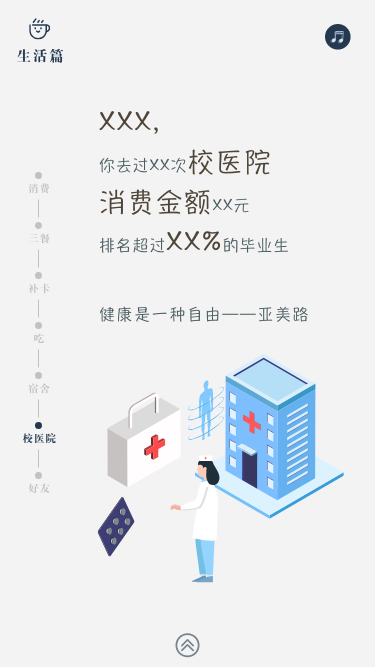 生活篇
XXX,
你去过XX次校医院
消费金额XX元
排名超过XX%的毕业生
健康是一种自由——亚美路
消费
三餐
补卡
吃
宿舍
校医院
好友